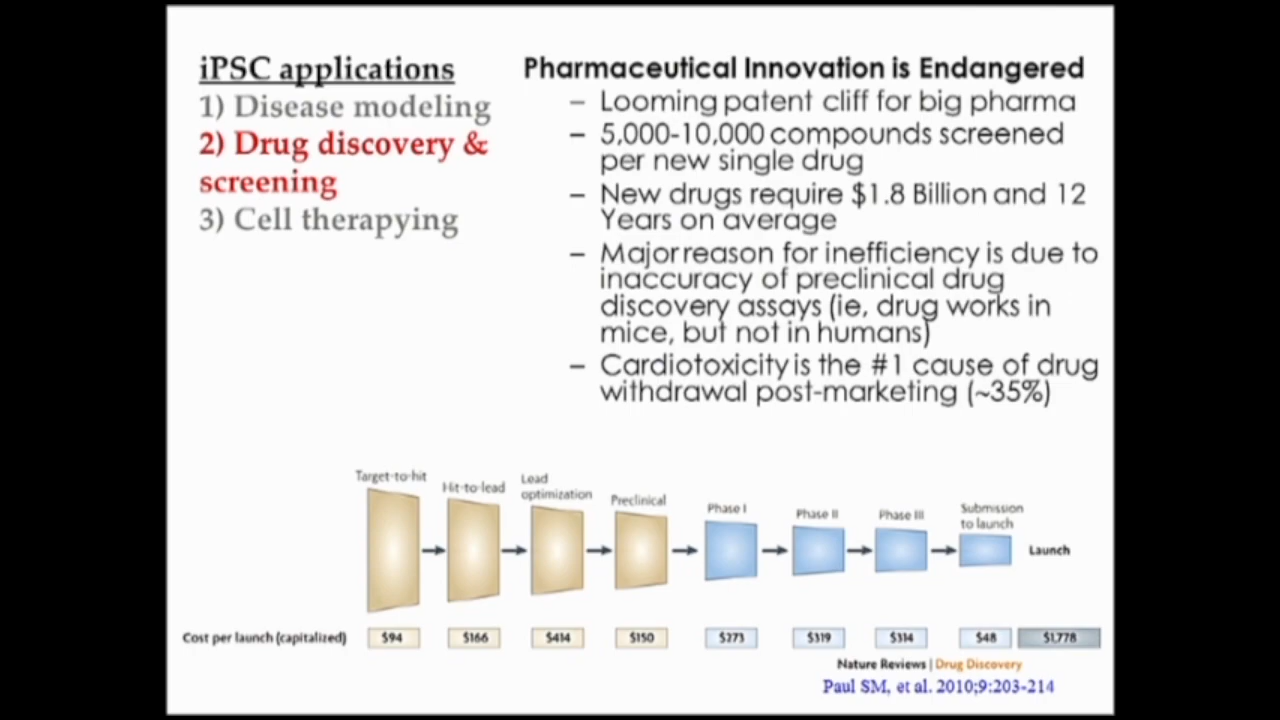 iPSC applications
1) Disease modeling
2) Drug discovery &
screening
3) Cell therapying
Pharmaceutical Innovation is Endangered
– Looming patent cliff for big pharma
– 5,000-10,000 compounds screened
per new single drug
– New drugs require $1.8 Billion and 12
Years on average
– Major reason for inefficiency is due to
inaccuracy of preclinical drug
discovery assays (ie, drug works in
mice, but not in humans)
– Cardiotoxicity is the #1 cause of drug
withdrawal post-marketing (~35%)
Target-to-hit
Hit-to-lead
Lead
optimization
Preclinical
Phase I
Phase II
Phase III
Submission
to launch
Launch
Cost per launch (capitalized) $94 $166 $414 $150 $273 $319 $314 $48 $1,778
Nature Reviews | Drug Discovery
Paul SM, et al. 2010;9:203-214